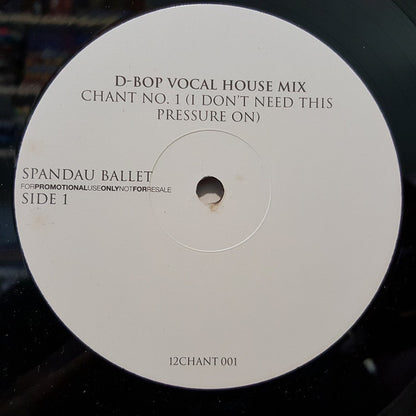 D-BOP VOCAL HOUSE MIX
CHANT NO. 1 (I DON'T NEED THIS
PRESSURE ON)
SPANDAU BALLET
FORPROMOTIONALUSEONLYNOTFORRESALE
SIDE 1
12CHANT 001